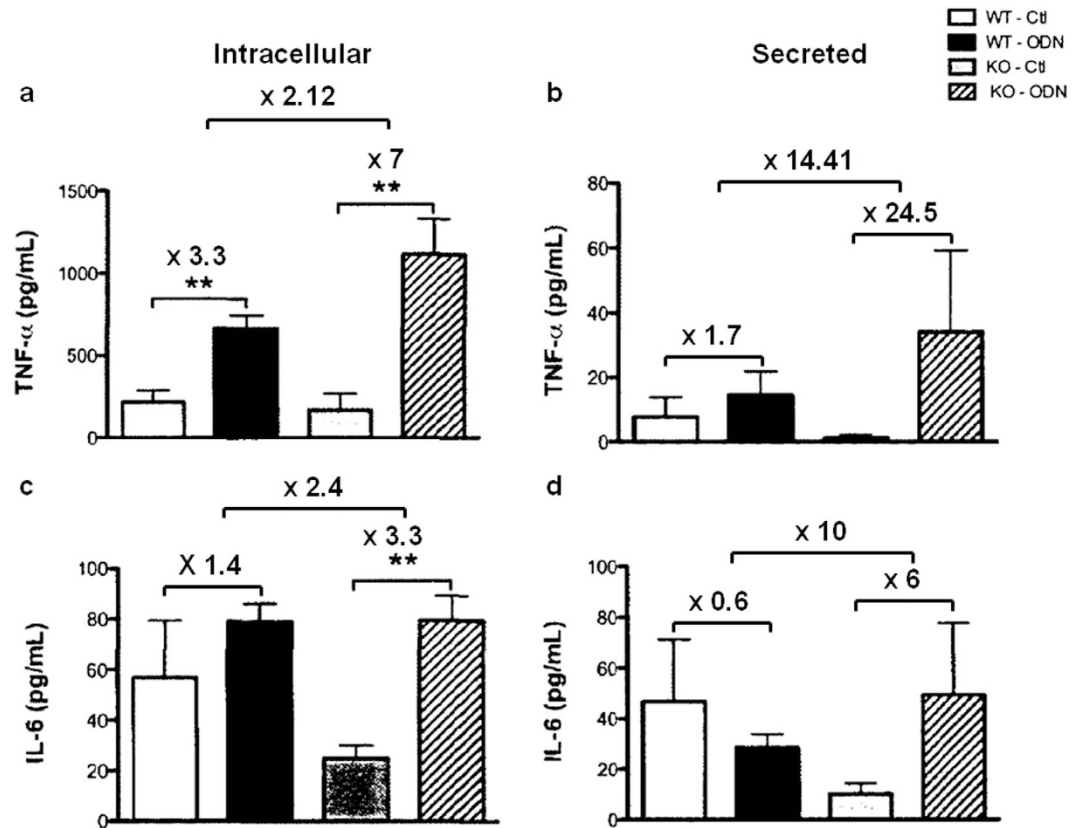 WT - Ctl
WT - ODN
KO - Ctl
KO - ODN
Intracellular
Secreted
a
x 2.12
x 7
**
x 3.3
**
TNF-α (pg/mL)
1500
1000
500
0
b
x 14.41
x 24.5
x 1.7
TNF-α (pg/mL)
80
60
40
20
0
c
x 2.4
x 3.3
**
X 1.4
IL-6 (pg/mL)
100
80
60
40
20
0
d
x 10
x 6
x 0.6
IL-6 (pg/mL)
100
80
60
40
20
0